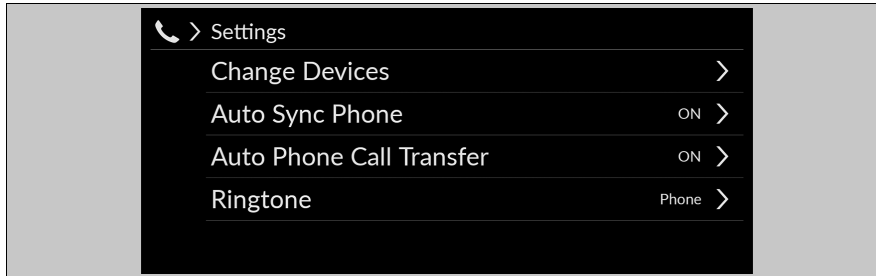 Settings
Change Devices
Auto Sync Phone ON
Auto Phone Call Transfer ON
Ringtone Phone